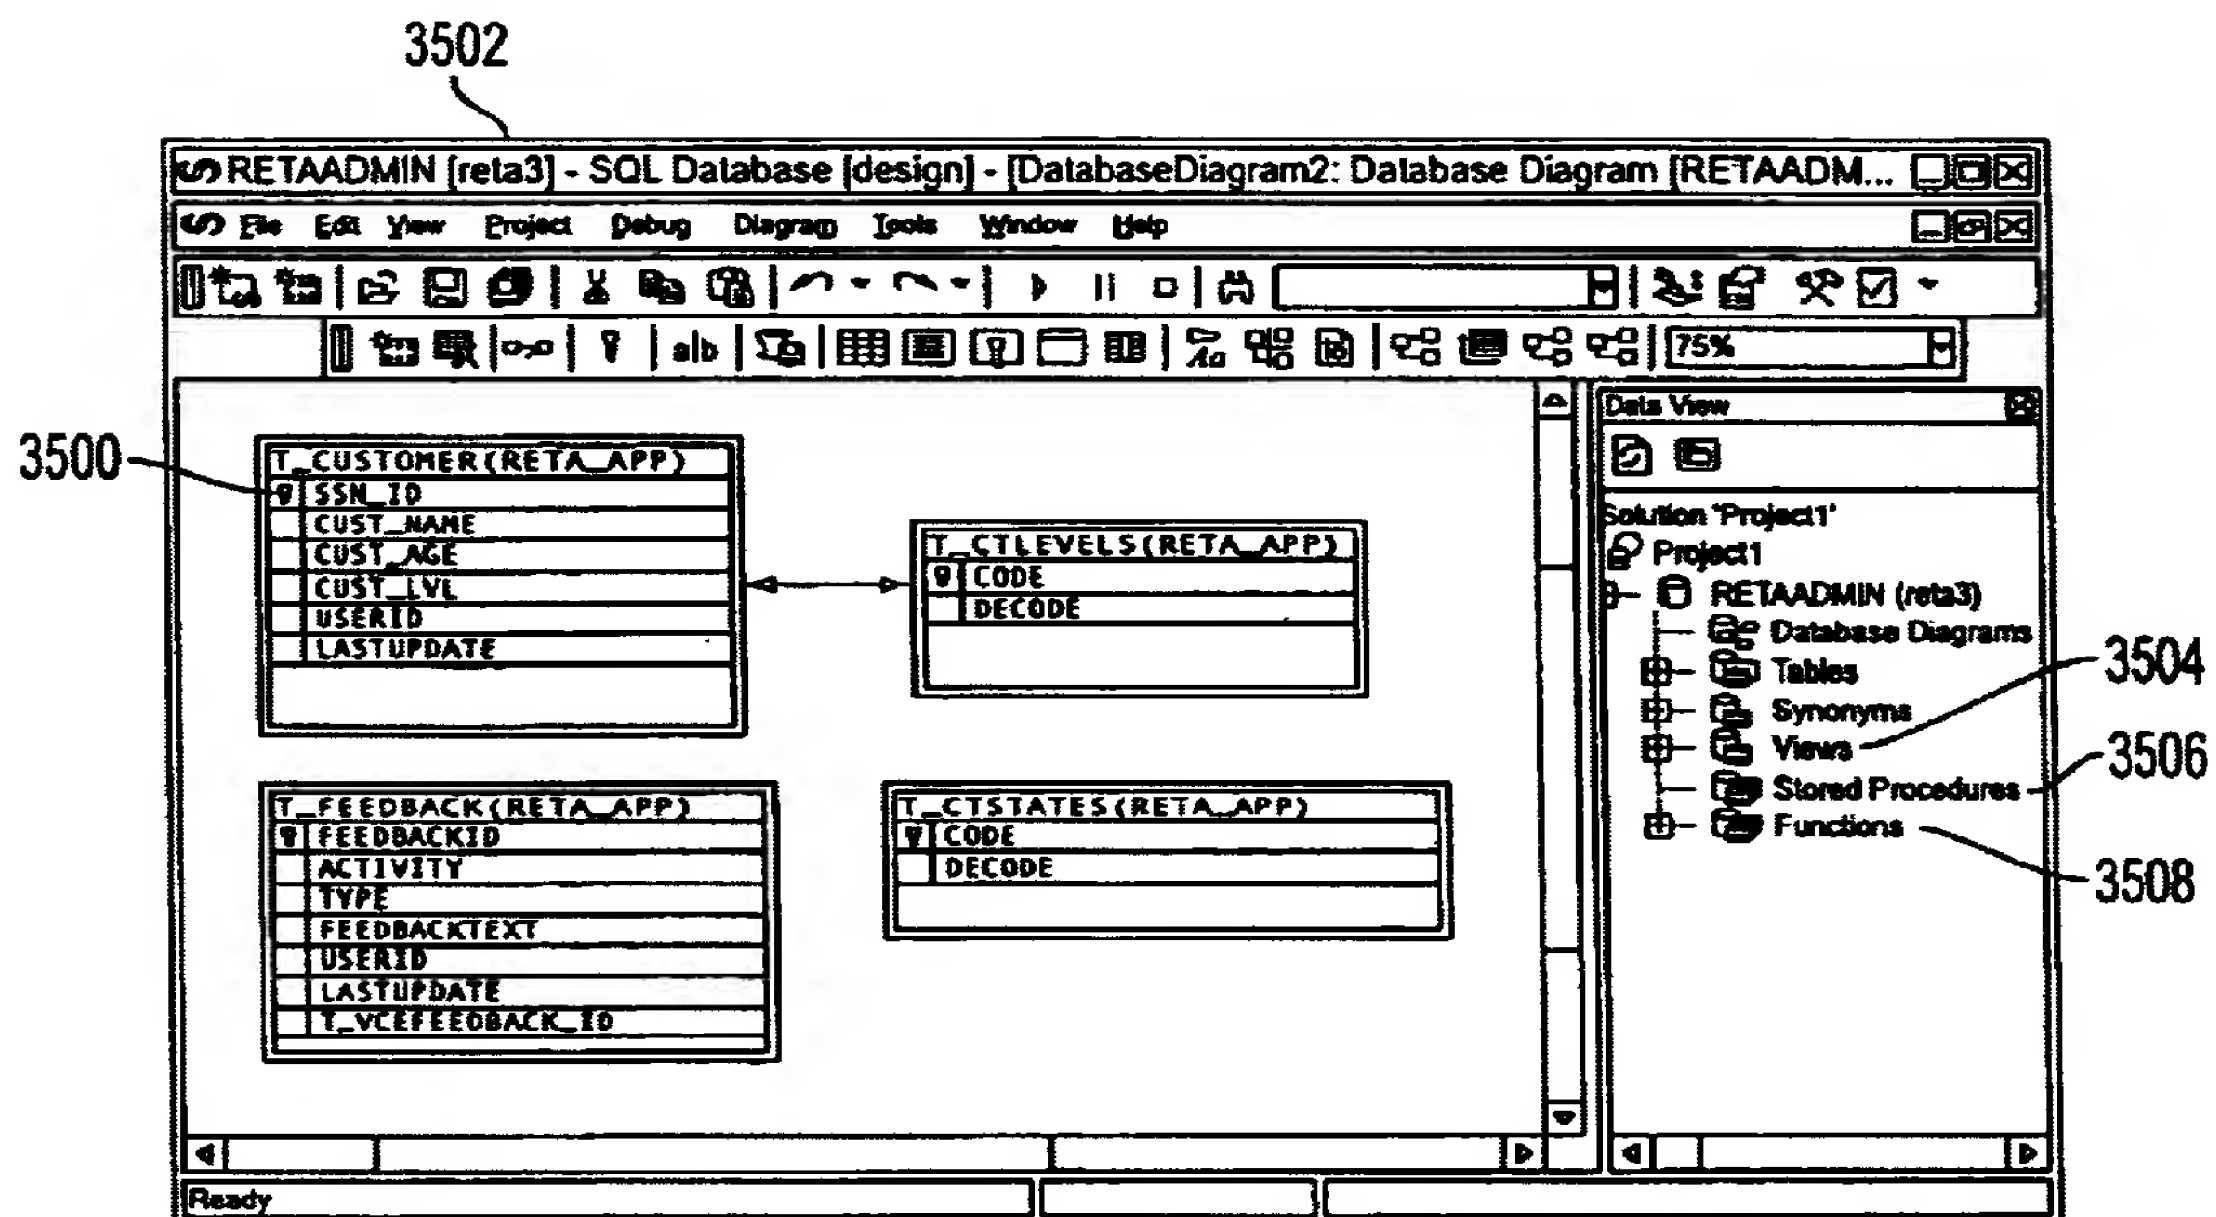 3502
RETAADMIN [reta3] - SQL Database [design] - [DatabaseDiagram2: Database Diagram [RETAADM...
File Edit View Project Debug Diagram Tools Window Help
a|b 75%
Data View
3500
T_CUSTOMER(RETA_APP)
SSN_ID
CUST_NAME
CUST_AGE
CUST_LVL
USERID
LASTUPDATE
T_CTLEVELS(RETA_APP)
CODE
DECODE
Solution "Project1'
Project1
RETAADMIN (reta3)
Database Diagrams
Tables
Synonyms
Views
Stored Procedures
Functions
3504
3506
3508
T_FEEDBACK(RETA_APP)
FEEDBACKID
ACTIVITY
TYPE
FEEDBACKTEXT
USERID
LASTUPDATE
T_VCEFEEDBACK_ID
T_CTSTATES(RETA_APP)
CODE
DECODE
Ready